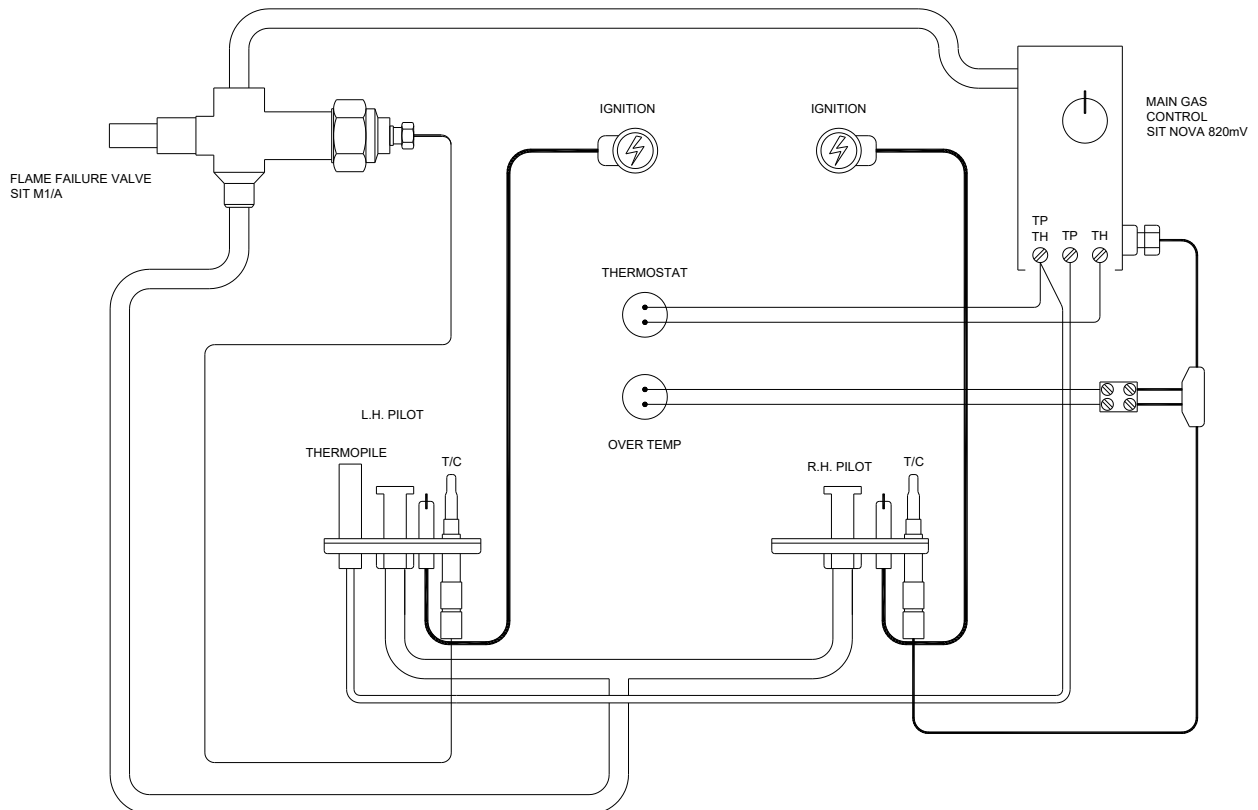 IGNITION
IGNITION
MAIN GAS
CONTROL
SIT NOVA 820mV
FLAME FAILURE VALVE
SIT M1/A
TP
TH
TP
TH
THERMOSTAT
L.H. PILOT
OVER TEMP
THERMOPILE
T/C
R.H. PILOT
T/C